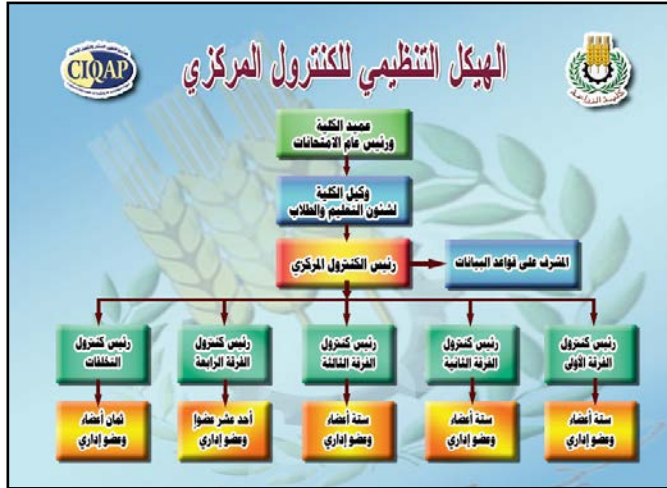 الهيكل التنظيمي للكنترول المركزي
CIQAP
كلية الزراعة
عميد الكلية
ورئيس عام الامتحانات
وكيل الكلية
لشئون التعليم والطلاب
رئيس الكنترول المركزي
المشرف على قواعد البيانات
رئيس كنترول
الفرقة الأولى
رئيس كنترول
الفرقة الثانية
رئيس كنترول
الفرقة الثالثة
رئيس كنترول
الفرقة الرابعة
رئيس كنترول
التخلفات
ستة أعضاء
وعضو إداري
ستة أعضاء
وعضو إداري
ستة أعضاء
وعضو إداري
أحد عشر عضوا
وعضو إداري
ثمان أعضاء
وعضو إداري